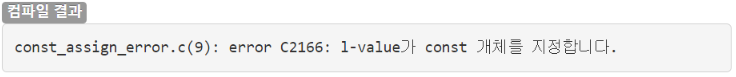 컴파일 결과
const_assign_error.c(9): error C2166: l-value가 const 개체를 지정합니다.